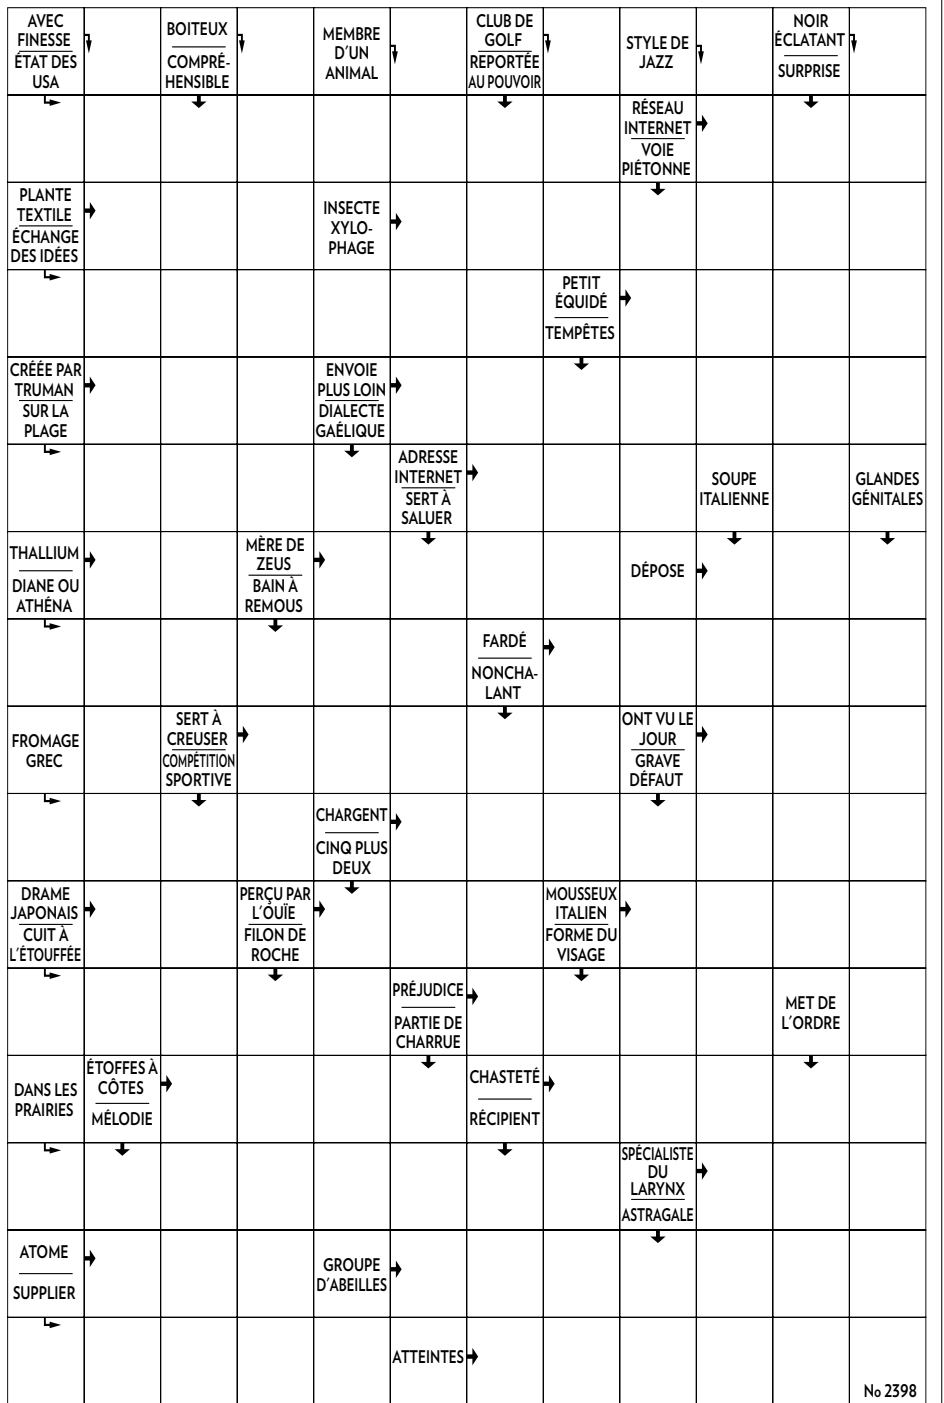 AVEC
FINESSE
ÉTAT DES
USA
BOITEUX
COMPRÉ-
HENSIBLE
MEMBRE
D'UN
ANIMAL
CLUB DE
GOLF
REPORTÉE
AU POUVOIR
STYLE DE
JAZZ
NOIR
ÉCLATANT
SURPRISE
RÉSEAU
INTERNET
VOIE
PIÉTONNE
PLANTE
TEXTILE
ÉCHANGE
DES IDÉES
INSECTE
XYLO-
PHAGE
PETIT
ÉQUIDÉ
TEMPÊTES
CRÉÉE PAR
TRUMAN
SUR LA
PLAGE
ENVOIE
PLUS LOIN
DIALECTE
GAÉLIQUE
ADRESSE
INTERNET
SERT À
SALUER
SOUPE
ITALIENNE
GLANDES
GÉNITALES
THALLIUM
DIANE OU
ATHÉNA
MÈRE DE
ZEUS
BAIN À
REMOUS
DÉPOSE
FARDÉ
NONCHA-
LANT
FROMAGE
GREC
SERT À
CREUSER
COMPÉTITION
SPORTIVE
ONT VU LE
JOUR
GRAVE
DÉFAUT
CHARGENT
CINQ PLUS
DEUX
DRAME
JAPONAIS
CUIT À
L'ÉTOUFFÉE
PERÇU PAR
L'OUÏE
FILON DE
ROCHE
MOUSSEUX
ITALIEN
FORME DU
VISAGE
PRÉJUDICE
PARTIE DE
CHARRUE
MET DE
L'ORDRE
DANS LES
PRAIRIES
ÉTOFFES À
CÔTES
MÉLODIE
CHASTETÉ
RÉCIPIENT
SPÉCIALISTE
DU
LARYNX
ASTRAGALE
ATOME
SUPPLIER
GROUPE
D'ABEILLES
ATTEINTES
No 2398